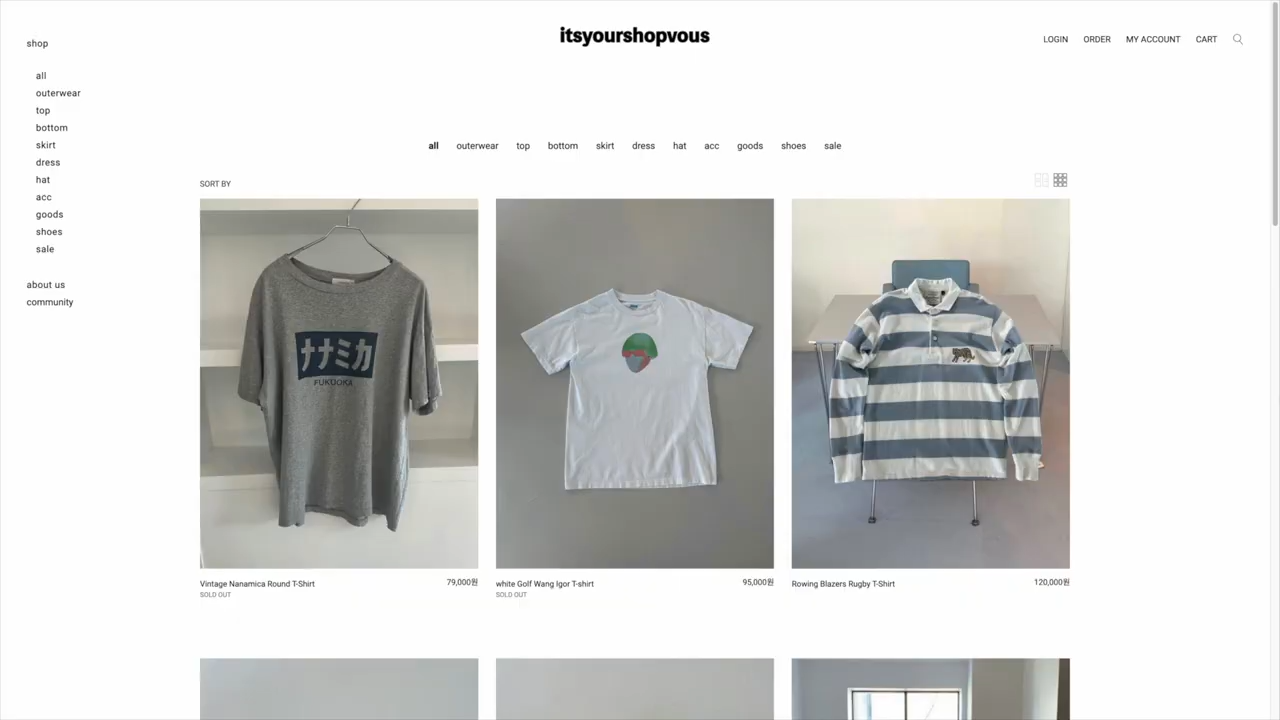 itsyourshopvous
LOGIN ORDER MY ACCOUNT CART
shop
all
outerwear
top
bottom
skirt
dress
hat
acc
goods
shoes
sale
about us
community
all outerwear top bottom skirt dress hat acc goods shoes sale
SORT BY
ナナミカ
FUKUOKA
Vintage Nanamica Round T-Shirt 79,000원
SOLD OUT
white Golf Wang Igor T-shirt 95,000원
SOLD OUT
Rowing Blazers Rugby T-Shirt 120,000원